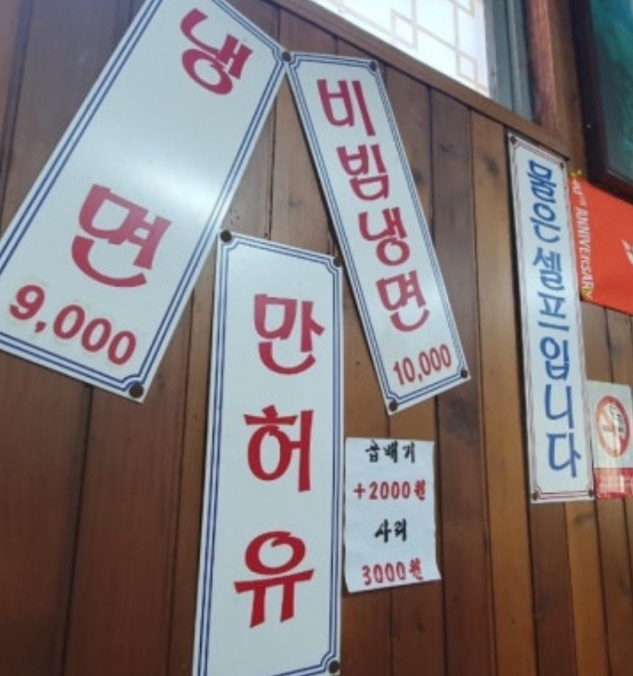 냉면
9,000
비빔냉면
10,000
만허유
곱배기
+2000원
사리
3000원
물은셀프입니다
TH ANNIVERSARY